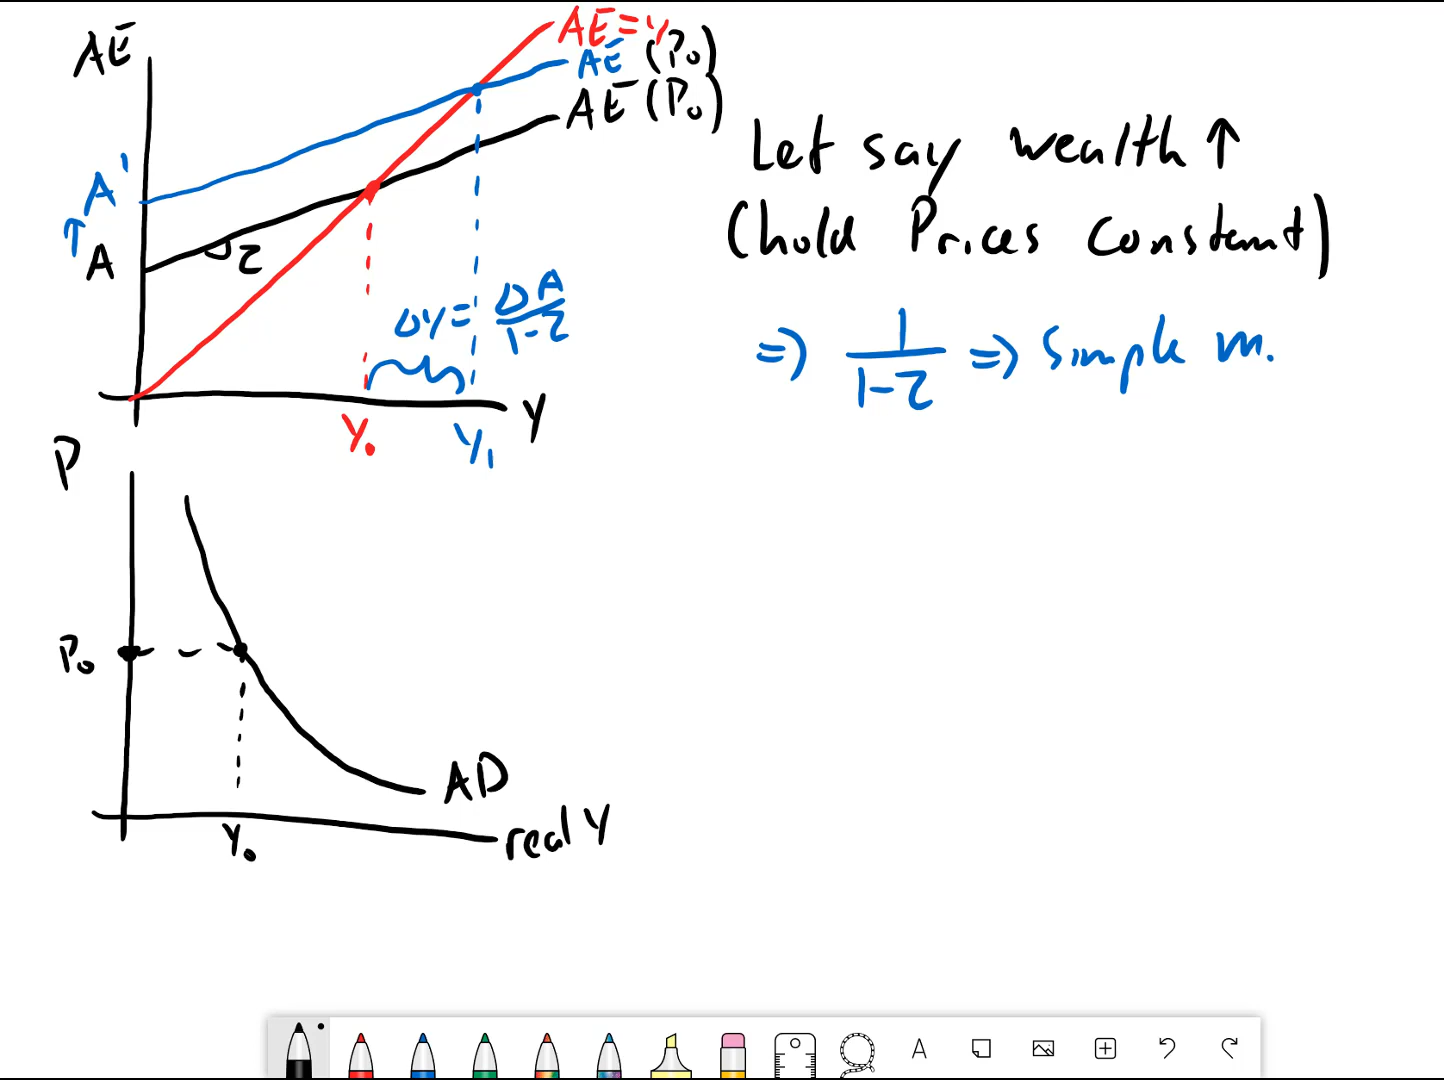 AE
AE=Y
AE (P₀)
AE (P₀)
A'
↑
A
z
ΔY = ΔA / 1-z
Y₀
Y₁
Y
Let say wealth ↑
(hold Prices constant)
⇒ 1 / 1-z ⇒ Simple m.
P
P₀
AD
Y₀
real Y
A